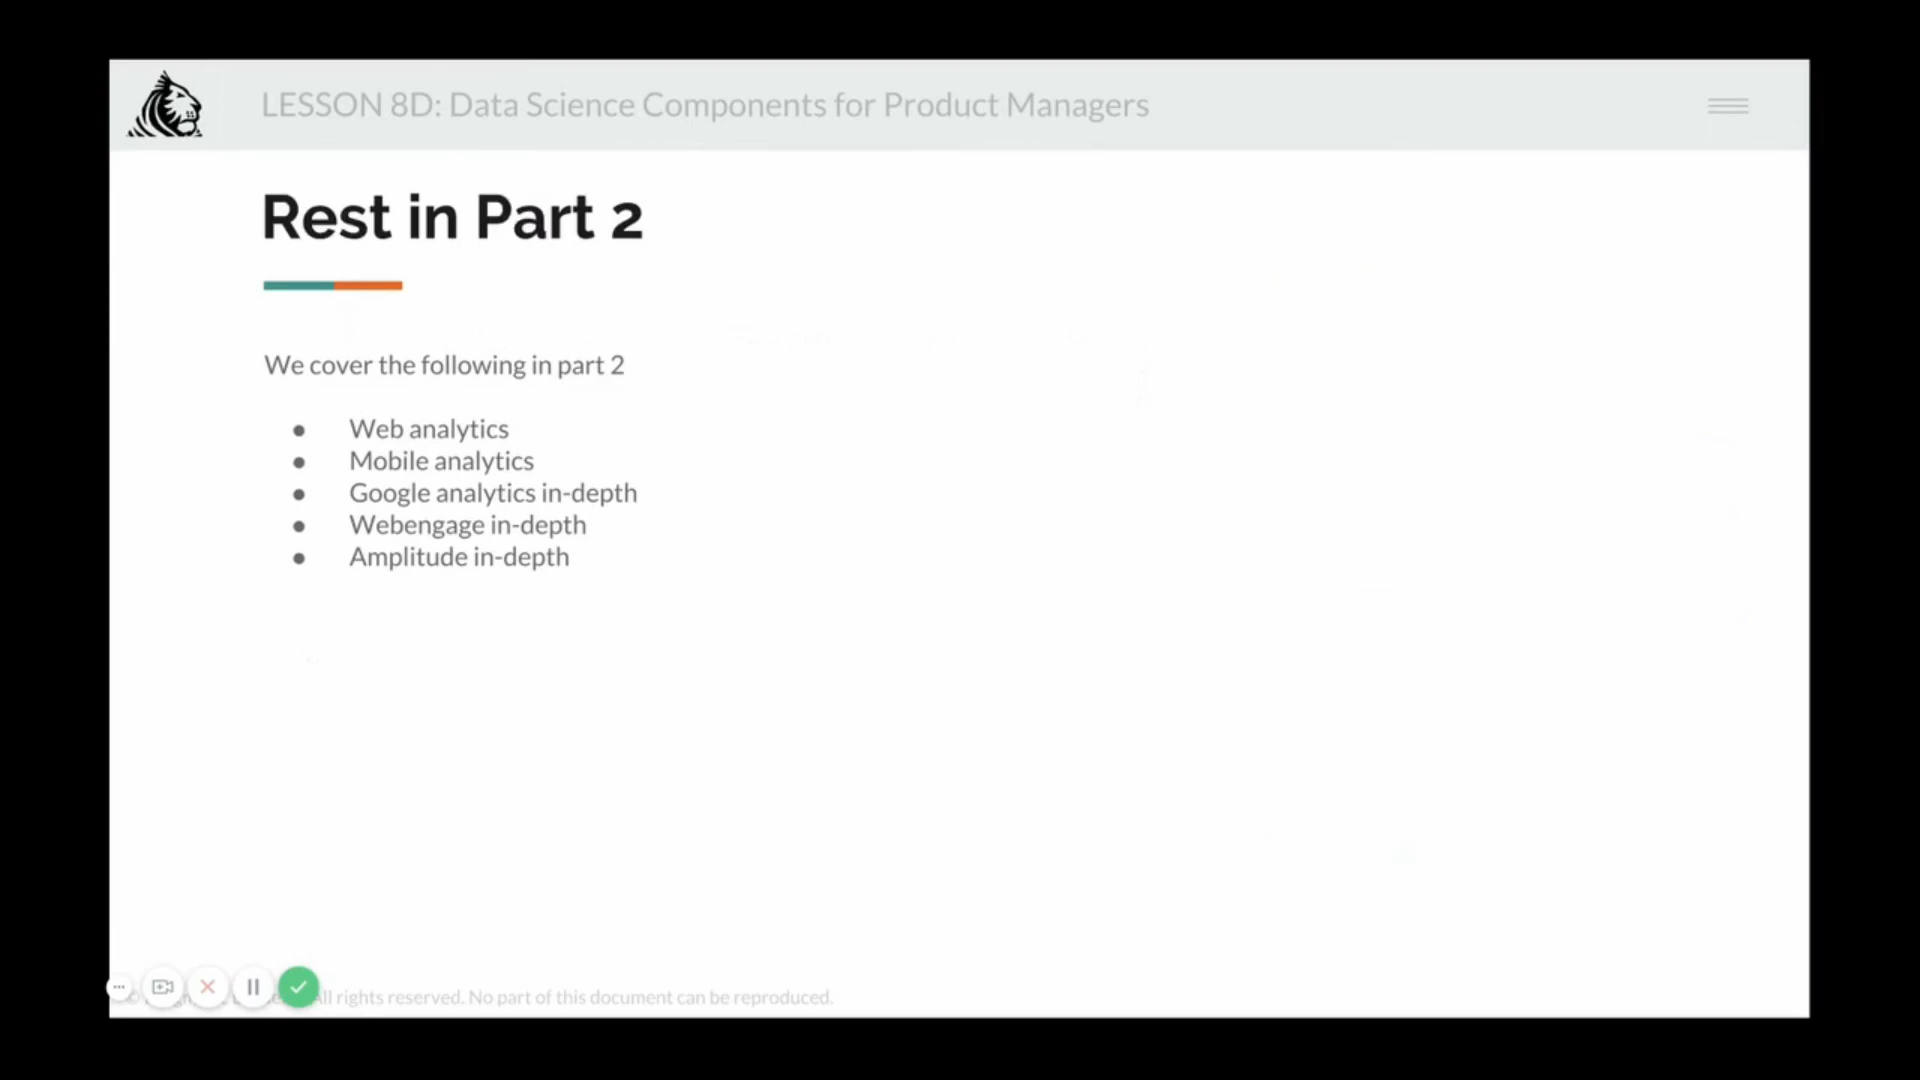 LESSON 8D: Data Science Components for Product Managers
Rest in Part 2
We cover the following in part 2
● Web analytics
● Mobile analytics
● Google analytics in-depth
● Webengage in-depth
● Amplitude in-depth
All rights reserved. No part of this document can be reproduced.